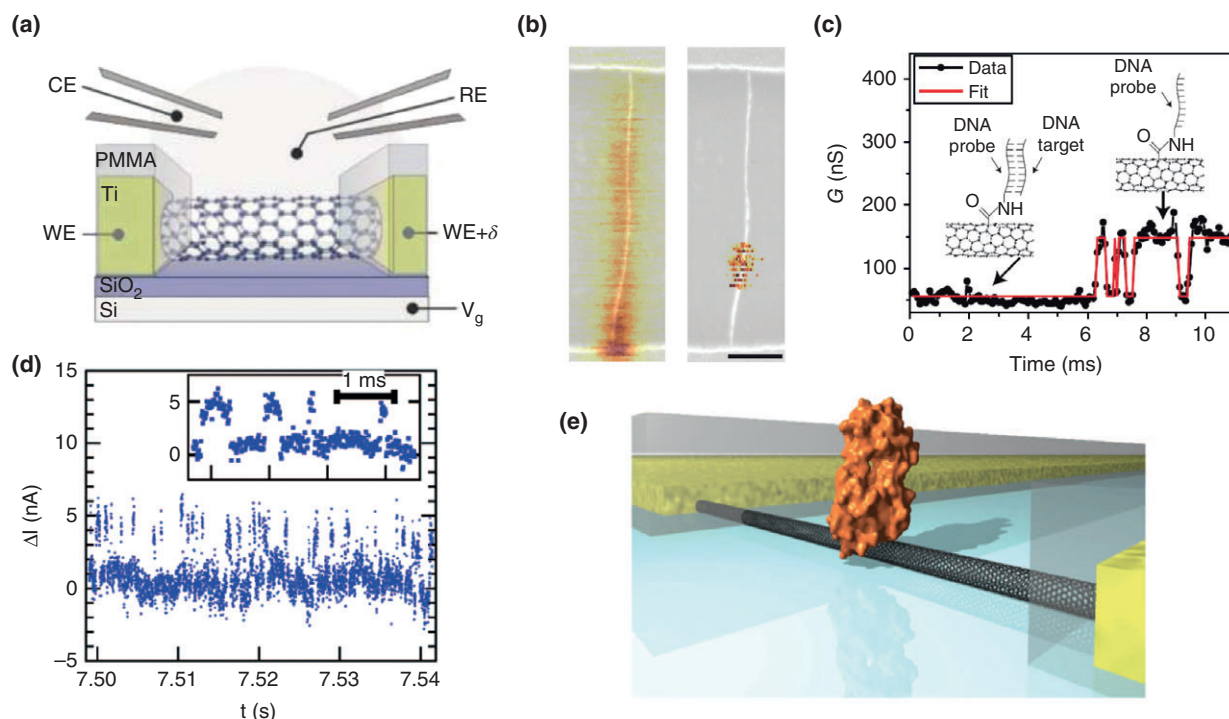 (a)
CE
RE
PMMA
Ti
WE
WE+δ
SiO₂
Si
V_g
(b)
(c)
G (nS)
400
300
200
100
0 2 4 6 8 10
Time (ms)
Data
Fit
DNA
probe
DNA
target
O
NH
DNA
probe
O
NH
(d)
ΔI (nA)
15
10
5
0
−5
7.50 7.51 7.52 7.53 7.54
t (s)
1 ms
5
0
(e)